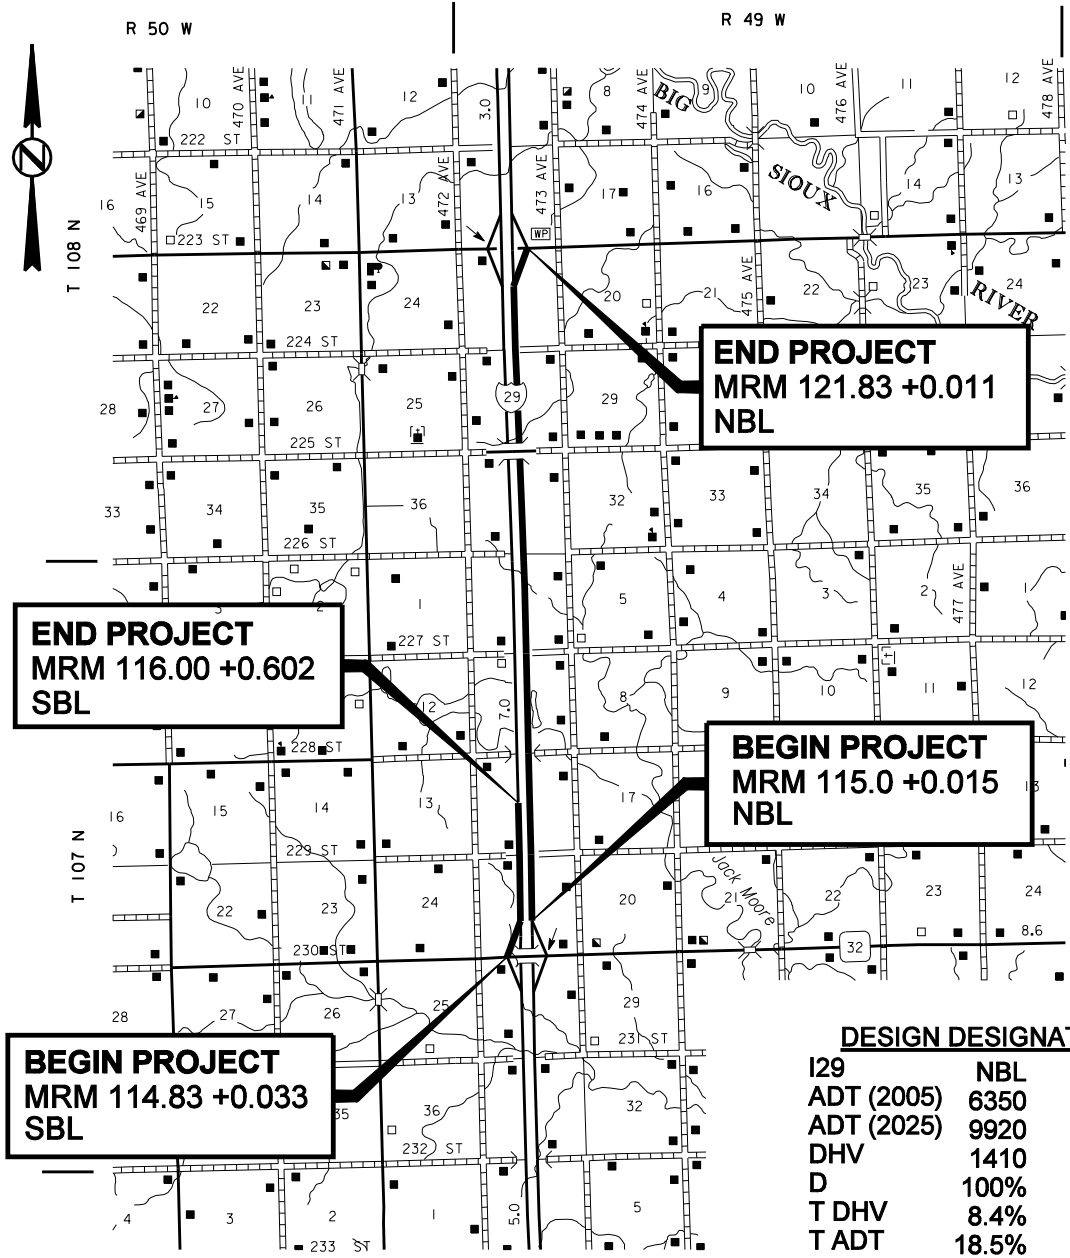 R 50 W
R 49 W
10
470 AVE
11
471 AVE
12
3.0
8
474 AVE
BIG
9
10
476 AVE
11
12
478 AVE
222 ST
469 AVE
16
15
14
13
472 AVE
473 AVE
17
16
SIOUX
14
13
T 108 N
223 ST
WP
22
23
24
20
21
475 AVE
22
23
24
RIVER
224 ST
END PROJECT
MRM 121.83 +0.011
NBL
28
27
26
25
29
29
225 ST
33
34
35
36
32
33
34
35
36
226 ST
3
2
1
5
4
3
2
477 AVE
1
END PROJECT
MRM 116.00 +0.602
SBL
227 ST
12
7.0
8
9
10
11
12
228 ST
BEGIN PROJECT
MRM 115.0 +0.015
NBL
16
15
14
13
17
13
T 107 N
229 ST
Jack Moore
22
23
24
20
21
22
23
24
230 ST
32
8.6
28
27
26
25
29
231 ST
BEGIN PROJECT
MRM 114.83 +0.033
SBL
35
36
32
232 ST
4
3
2
1
5.0
5
233 ST
DESIGN DESIGNAT
I29 NBL
ADT (2005) 6350
ADT (2025) 9920
DHV 1410
D 100%
T DHV 8.4%
T ADT 18.5%